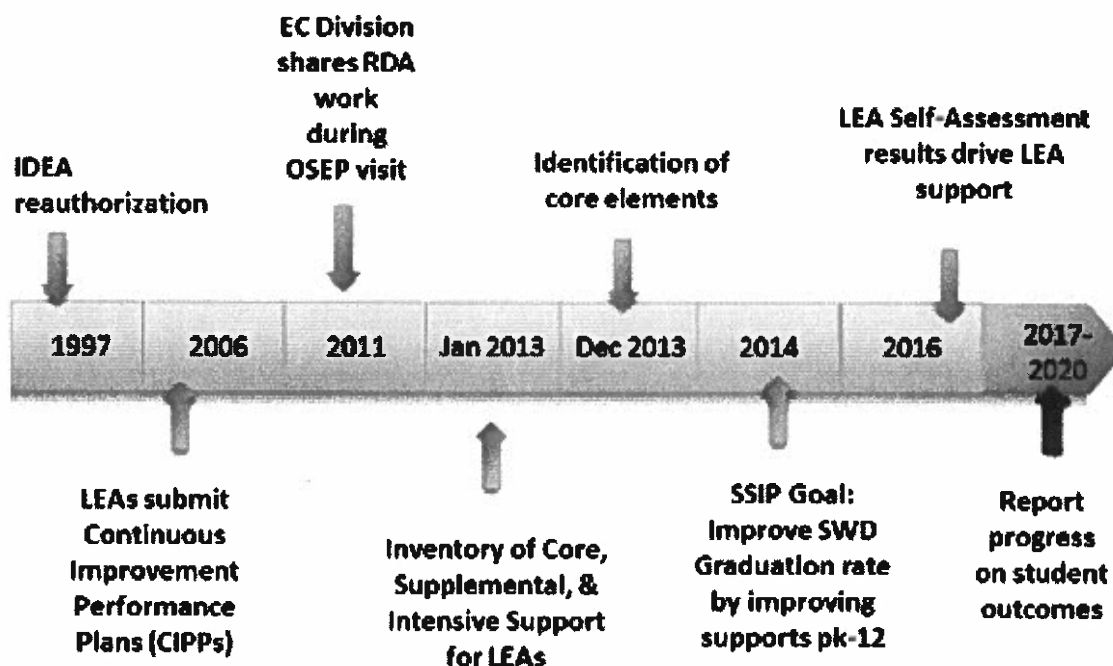 EC Division
shares RDA
work
during
OSEP visit
IDEA
reauthorization
Identification of
core elements
LEA Self-Assessment
results drive LEA
support
1997
2006
2011
Jan 2013
Dec 2013
2014
2016
2017-
2020
LEAs submit
Continuous
Improvement
Performance
Plans (CIPPs)
Inventory of Core,
Supplemental, &
Intensive Support
for LEAs
SSIP Goal:
Improve SWD
Graduation rate
by improving
supports pk-12
Report
progress
on student
outcomes